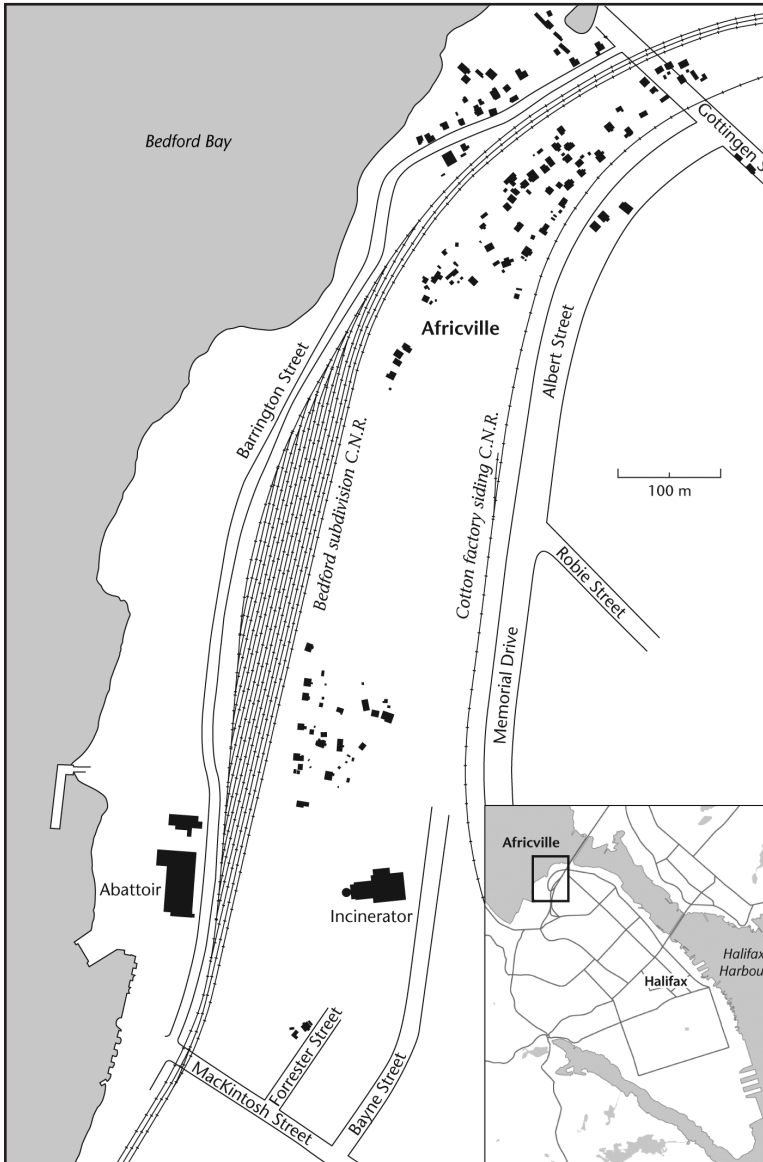 Bedford Bay
Gottingen S
Africville
Albert Street
Barrington Street
Bedford subdivision C.N.R.
Cotton factory siding C.N.R.
100 m
Robie Street
Memorial Drive
Abattoir
Incinerator
Forrester Street
MacKintosh Street
Bayne Street
Africville
Halifax
Harbou
Halifax